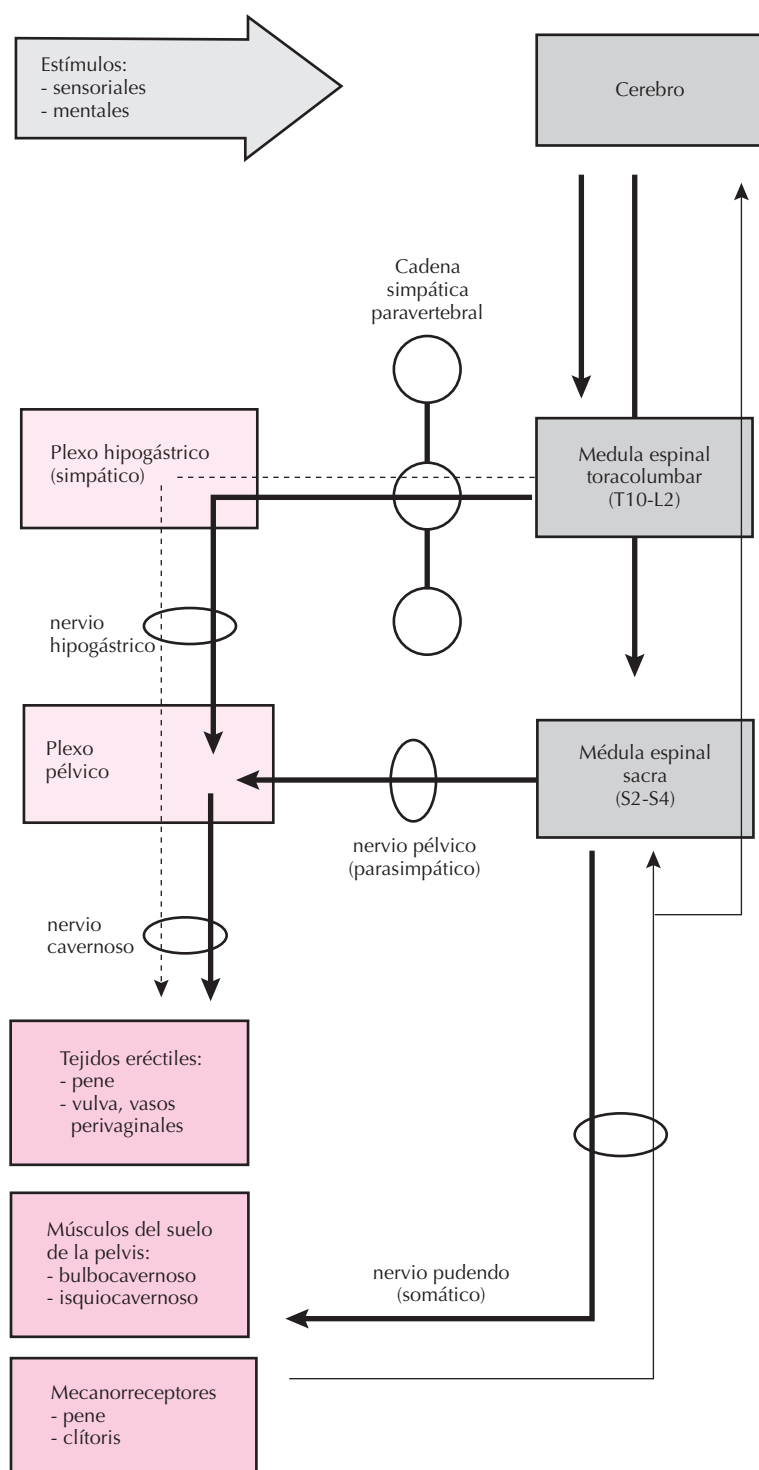 Estímulos:
- sensoriales
- mentales
Cerebro
Cadena
simpática
paravertebral
Plexo hipogástrico
(simpático)
Medula espinal
toracolumbar
(T10-L2)
nervio
hipogástrico
Plexo
pélvico
Médula espinal
sacra
(S2-S4)
nervio pélvico
(parasimpático)
nervio
cavernoso
Tejidos eréctiles:
- pene
- vulva, vasos
perivaginales
Músculos del suelo
de la pelvis:
- bulbocavernoso
- isquiocavernoso
nervio pudendo
(somático)
Mecanorreceptores
- pene
- clítoris